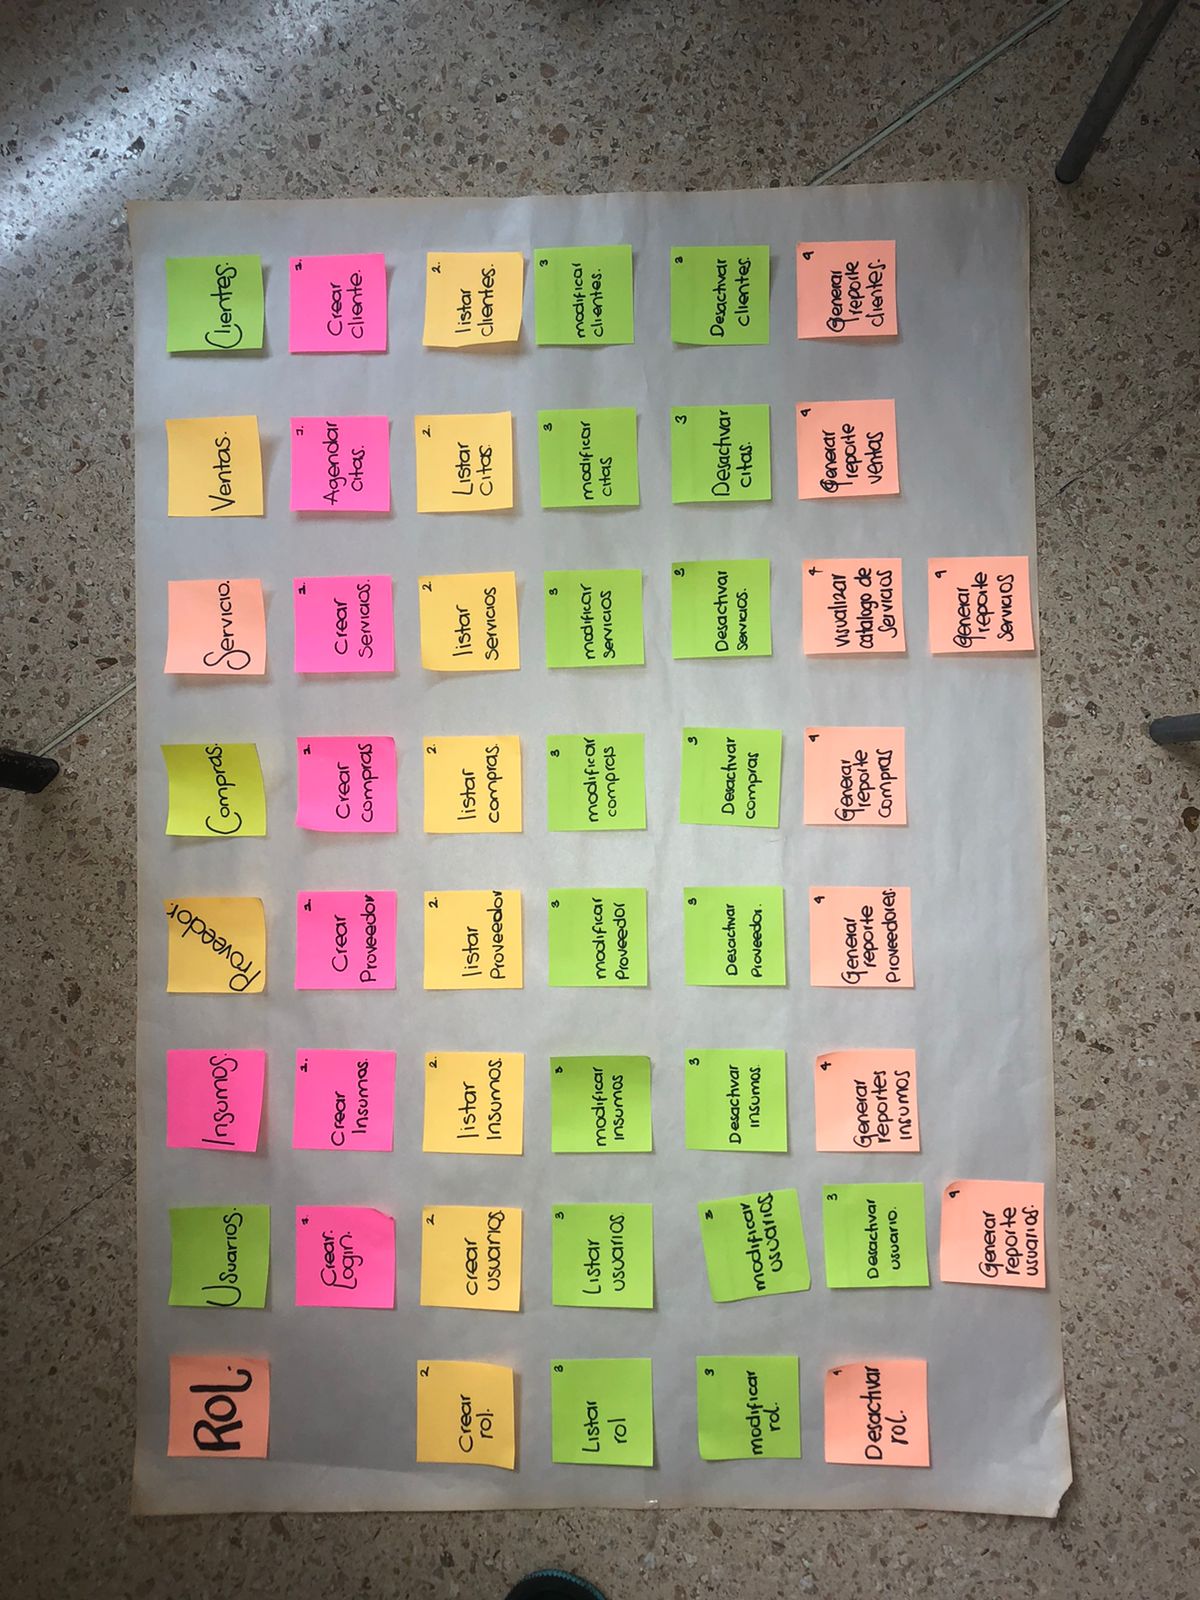 Rol.
Usuarios.
Insumos.
Proveedor.
Compras.
Servicio.
Ventas.
Clientes.
1.
Crear.
Login.
1.
Crear
Insumos.
1.
Crear
Proveedor
1.
Crear
compras
1.
Crear
Servicios.
1.
Agendar
citas.
1.
Crear
cliente.
2
Crear
rol.
2
crear
usuarios
2.
listar
Insumos.
2.
listar
Proveedor
2.
listar
compras.
2.
listar
servicios
2.
Listar
citas.
2.
listar
clientes.
3
Listar
rol
3
Listar
usuarios
3
modificar
insumos
3
modificar
Proveedor
3
modificar
compras
3
modificar
servicios
3
modificar
citas
3
modificar
clientes.
3
modificar
rol.
3
modificar
usuarios
3
Desactivar
insumos.
3
Desactivar
Proveedor.
3
Desactivar
compras
3
Desactivar
servicios.
3
Desactivar
citas.
3
Desactivar
clientes.
4
Desactivar
rol.
3
Desactivar
usuario.
4
Generar
reportes
insumos
4
Generar
reporte
Proveedores.
4
Generar
reporte
compras
4
visualizar
catalogo de
Servicios
4
Generar
reporte
ventas
4
Generar
reporte
clientes.
4
Generar
reporte
usuarios.
4
Generar
reporte
Servicios